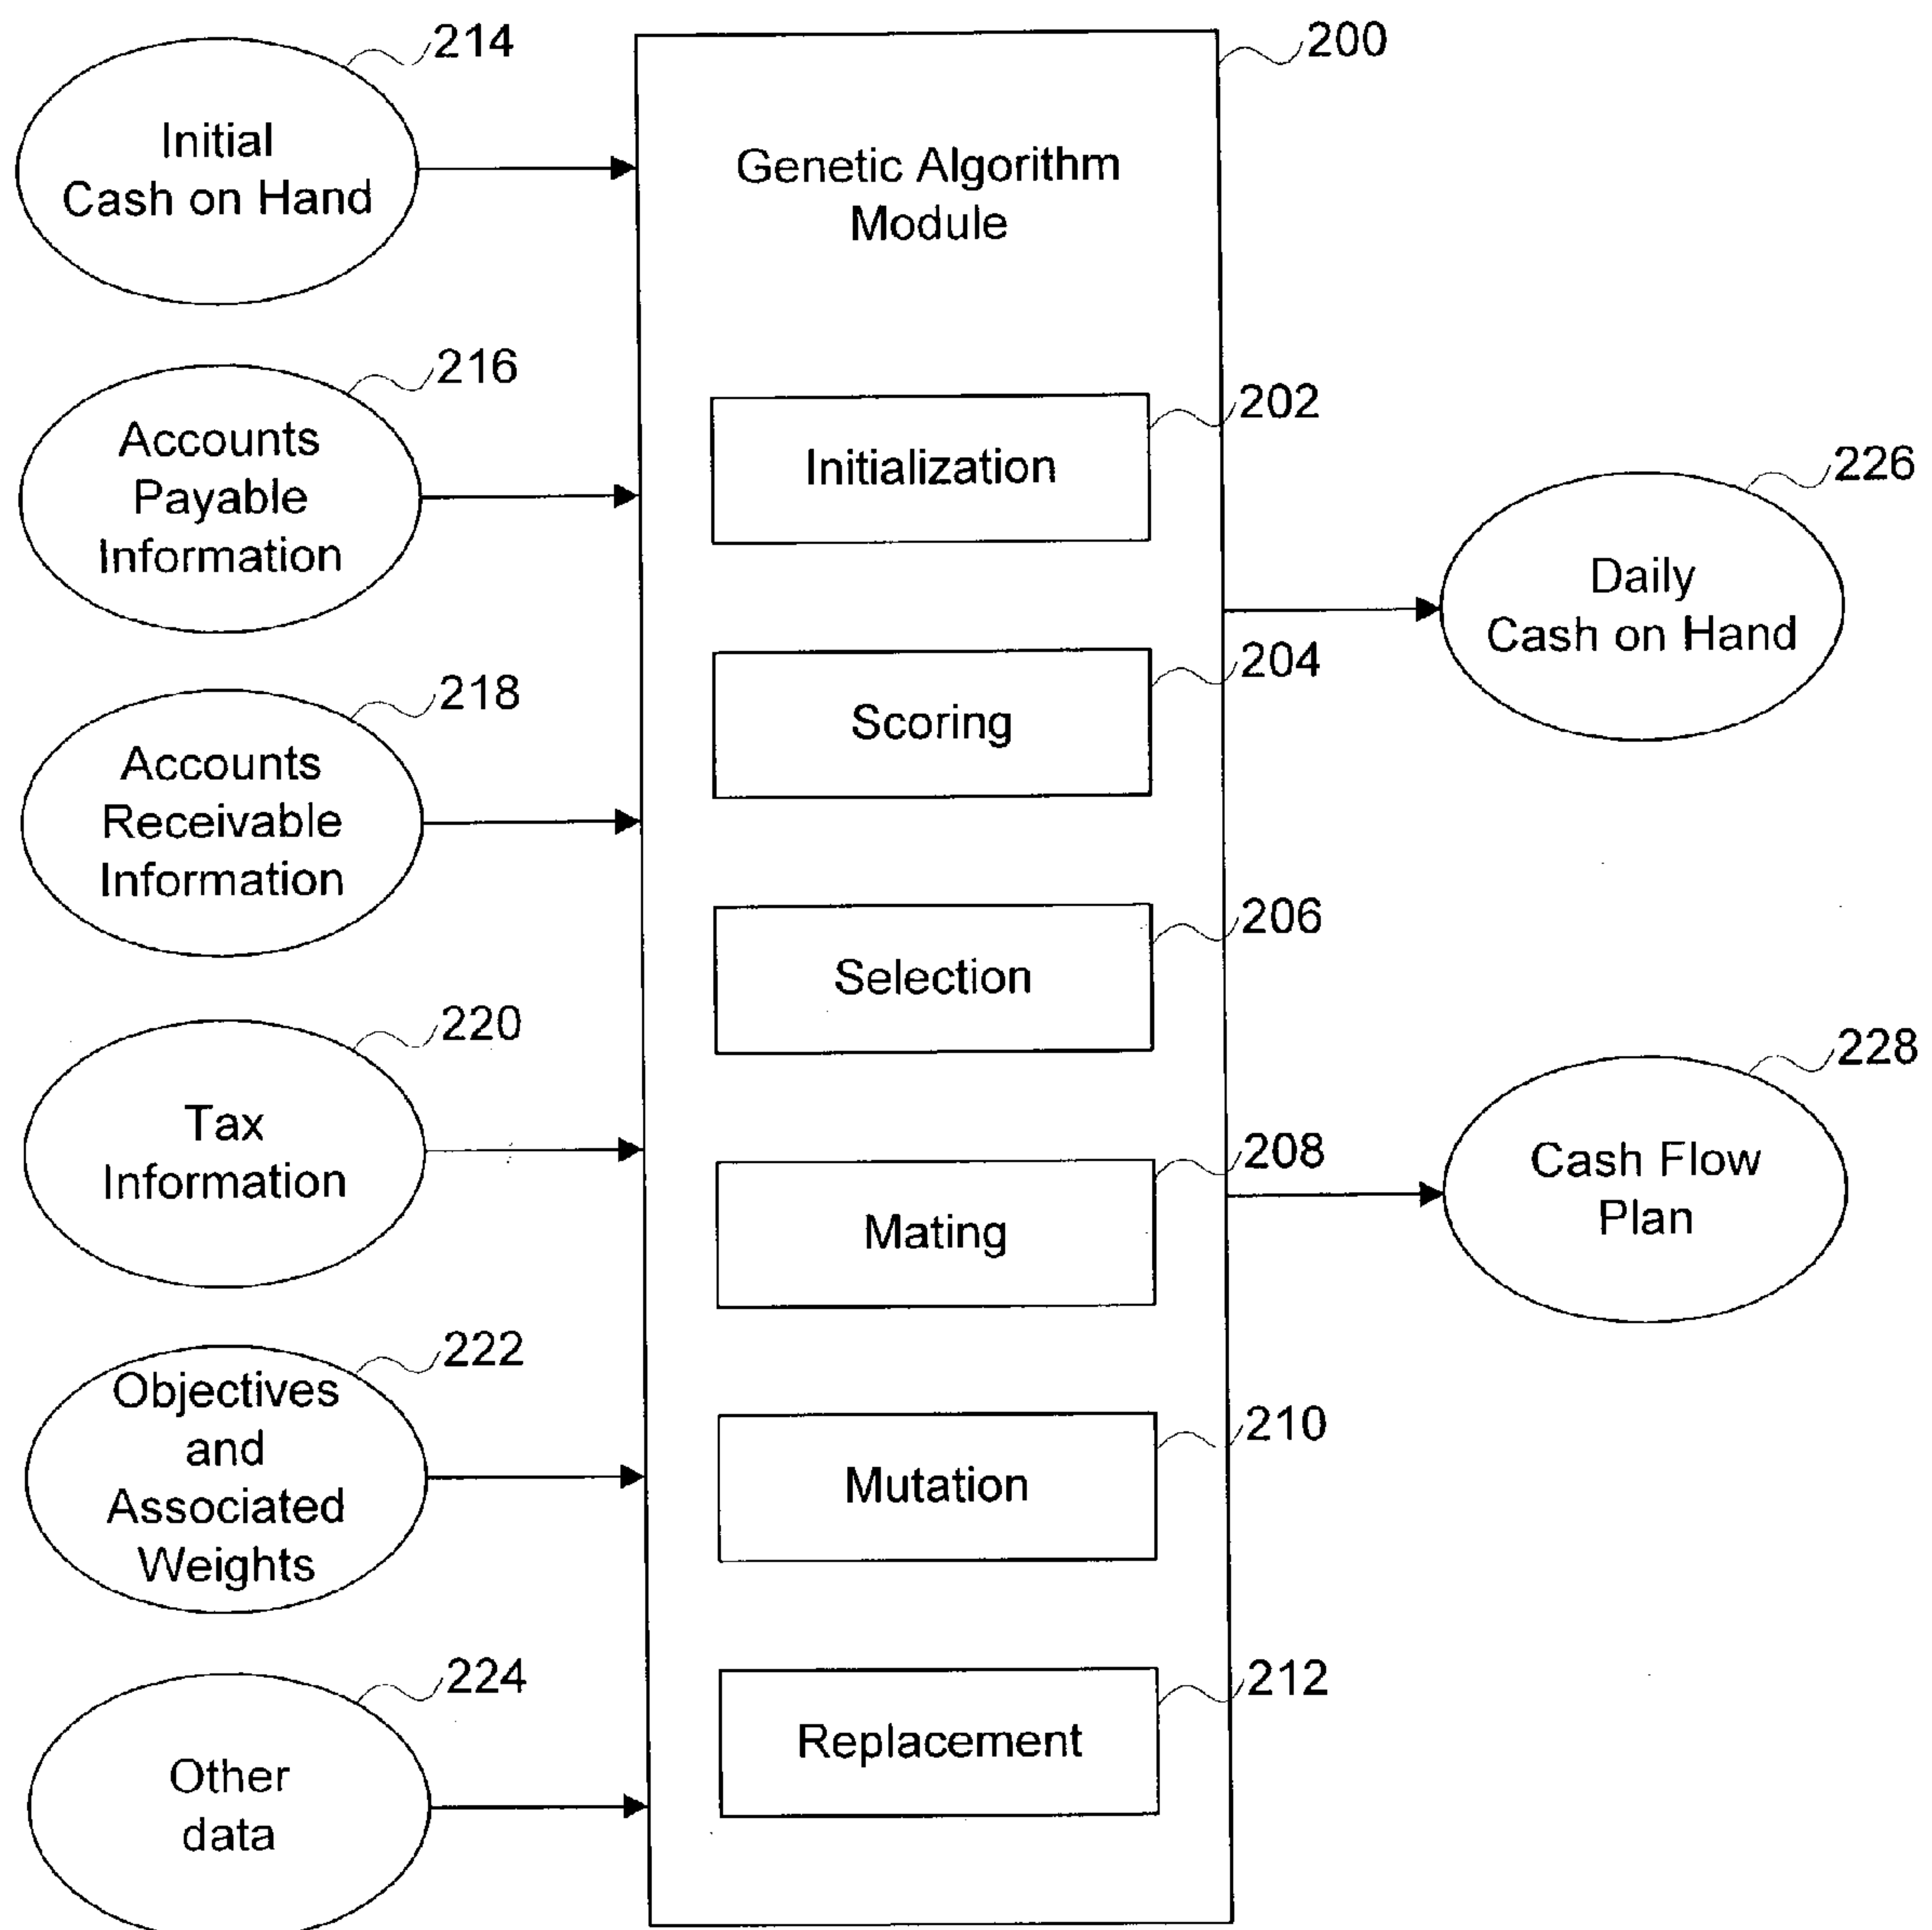 214
Initial
Cash on Hand
216
Accounts
Payable
Information
218
Accounts
Receivable
Information
220
Tax
Information
222
Objectives
and
Associated
Weights
224
Other
data
200
Genetic Algorithm
Module
202
Initialization
204
Scoring
206
Selection
208
Mating
210
Mutation
212
Replacement
226
Daily
Cash on Hand
228
Cash Flow
Plan